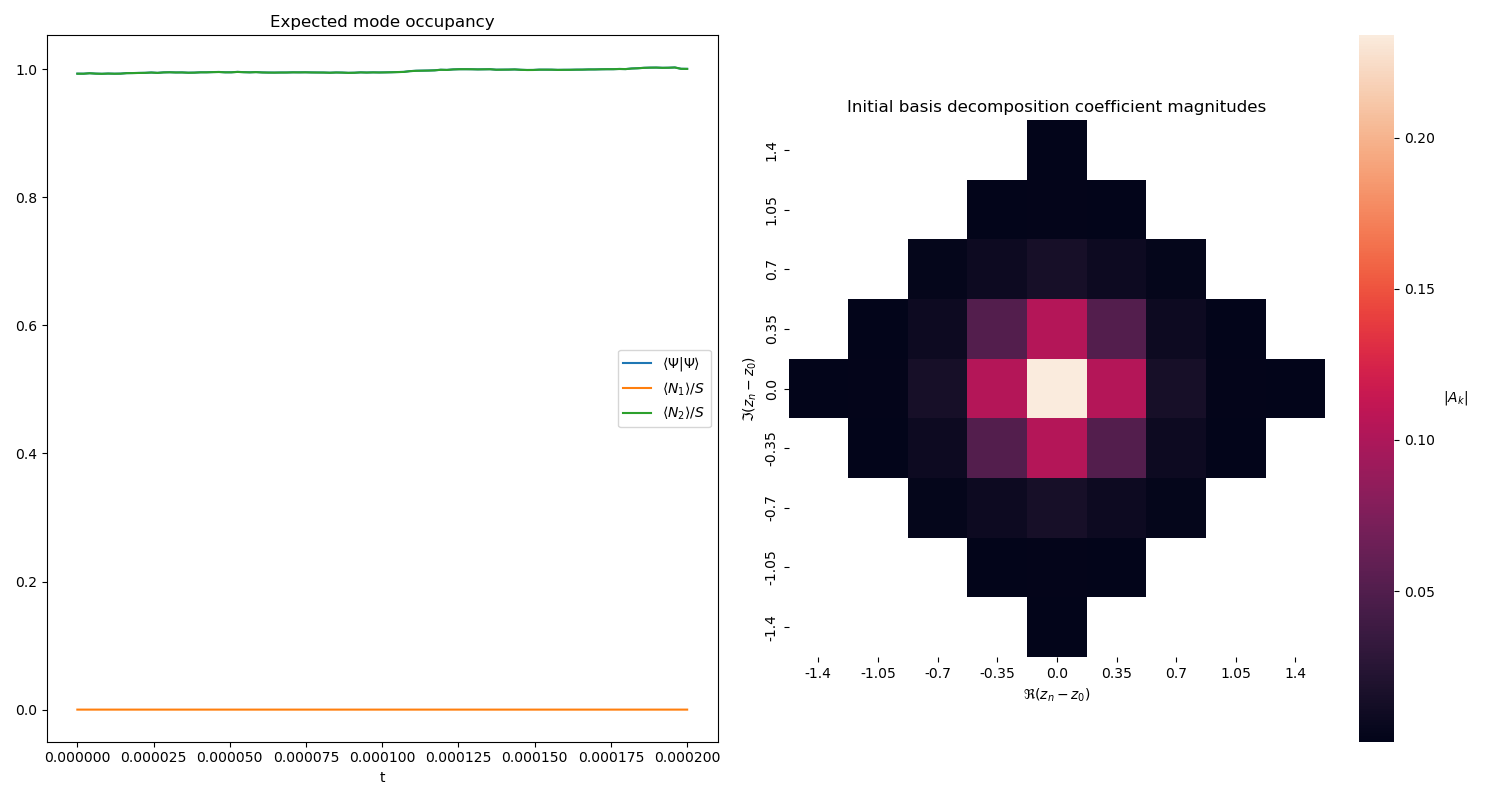 Expected mode occupancy
1.0
0.8
0.6
0.4
0.2
0.0
⟨Ψ|Ψ⟩
⟨N₁⟩/S
⟨N₂⟩/S
0.000000 0.000025 0.000050 0.000075 0.000100 0.000125 0.000150 0.000175 0.000200
t
Initial basis decomposition coefficient magnitudes
1.4
1.05
0.7
0.35
0.0
-0.35
-0.7
-1.05
-1.4
ℑ(zₙ − z₀)
-1.4 -1.05 -0.7 -0.35 0.0 0.35 0.7 1.05 1.4
ℜ(zₙ − z₀)
0.20
0.15
0.10
0.05
|Aₖ|